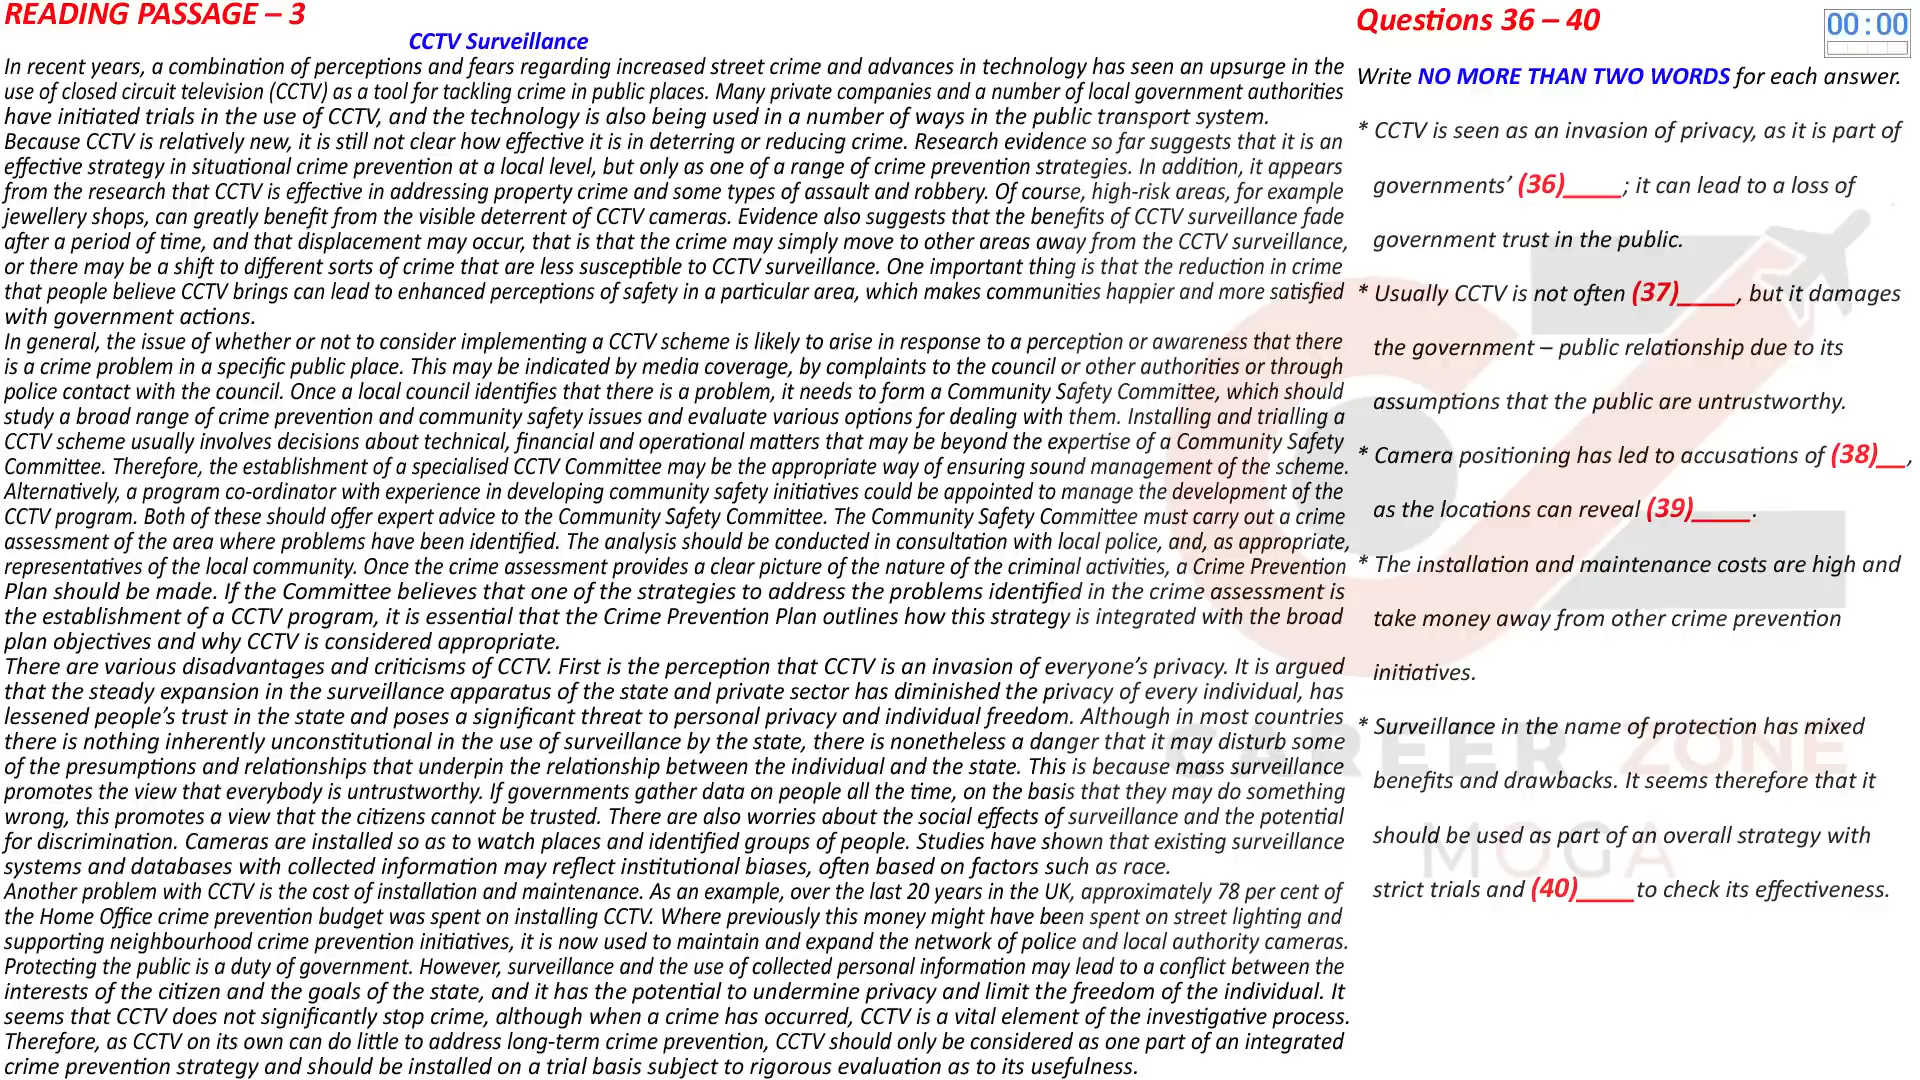 READING PASSAGE – 3
CCTV Surveillance
In recent years, a combination of perceptions and fears regarding increased street crime and advances in technology has seen an upsurge in the
use of closed circuit television (CCTV) as a tool for tackling crime in public places. Many private companies and a number of local government authorities
have initiated trials in the use of CCTV, and the technology is also being used in a number of ways in the public transport system.
Because CCTV is relatively new, it is still not clear how effective it is in deterring or reducing crime. Research evidence so far suggests that it is an
effective strategy in situational crime prevention at a local level, but only as one of a range of crime prevention strategies. In addition, it appears
from the research that CCTV is effective in addressing property crime and some types of assault and robbery. Of course, high-risk areas, for example
jewellery shops, can greatly benefit from the visible deterrent of CCTV cameras. Evidence also suggests that the benefits of CCTV surveillance fade
after a period of time, and that displacement may occur, that is that the crime may simply move to other areas away from the CCTV surveillance,
or there may be a shift to different sorts of crime that are less susceptible to CCTV surveillance. One important thing is that the reduction in crime
that people believe CCTV brings can lead to enhanced perceptions of safety in a particular area, which makes communities happier and more satisfied
with government actions.
In general, the issue of whether or not to consider implementing a CCTV scheme is likely to arise in response to a perception or awareness that there
is a crime problem in a specific public place. This may be indicated by media coverage, by complaints to the council or other authorities or through
police contact with the council. Once a local council identifies that there is a problem, it needs to form a Community Safety Committee, which should
study a broad range of crime prevention and community safety issues and evaluate various options for dealing with them. Installing and trialling a
CCTV scheme usually involves decisions about technical, financial and operational matters that may be beyond the expertise of a Community Safety
Committee. Therefore, the establishment of a specialised CCTV Committee may be the appropriate way of ensuring sound management of the scheme.
Alternatively, a program co-ordinator with experience in developing community safety initiatives could be appointed to manage the development of the
CCTV program. Both of these should offer expert advice to the Community Safety Committee. The Community Safety Committee must carry out a crime
assessment of the area where problems have been identified. The analysis should be conducted in consultation with local police, and, as appropriate,
representatives of the local community. Once the crime assessment provides a clear picture of the nature of the criminal activities, a Crime Prevention
Plan should be made. If the Committee believes that one of the strategies to address the problems identified in the crime assessment is
the establishment of a CCTV program, it is essential that the Crime Prevention Plan outlines how this strategy is integrated with the broad
plan objectives and why CCTV is considered appropriate.
There are various disadvantages and criticisms of CCTV. First is the perception that CCTV is an invasion of everyone's privacy. It is argued
that the steady expansion in the surveillance apparatus of the state and private sector has diminished the privacy of every individual, has
lessened people's trust in the state and poses a significant threat to personal privacy and individual freedom. Although in most countries
there is nothing inherently unconstitutional in the use of surveillance by the state, there is nonetheless a danger that it may disturb some
of the presumptions and relationships that underpin the relationship between the individual and the state. This is because mass surveillance
promotes the view that everybody is untrustworthy. If governments gather data on people all the time, on the basis that they may do something
wrong, this promotes a view that the citizens cannot be trusted. There are also worries about the social effects of surveillance and the potential
for discrimination. Cameras are installed so as to watch places and identified groups of people. Studies have shown that existing surveillance
systems and databases with collected information may reflect institutional biases, often based on factors such as race.
Another problem with CCTV is the cost of installation and maintenance. As an example, over the last 20 years in the UK, approximately 78 per cent of
the Home Office crime prevention budget was spent on installing CCTV. Where previously this money might have been spent on street lighting and
supporting neighbourhood crime prevention initiatives, it is now used to maintain and expand the network of police and local authority cameras.
Protecting the public is a duty of government. However, surveillance and the use of collected personal information may lead to a conflict between the
interests of the citizen and the goals of the state, and it has the potential to undermine privacy and limit the freedom of the individual. It
seems that CCTV does not significantly stop crime, although when a crime has occurred, CCTV is a vital element of the investigative process.
Therefore, as CCTV on its own can do little to address long-term crime prevention, CCTV should only be considered as one part of an integrated
crime prevention strategy and should be installed on a trial basis subject to rigorous evaluation as to its usefulness.
Questions 36 – 40
00:00
Write NO MORE THAN TWO WORDS for each answer.
* CCTV is seen as an invasion of privacy, as it is part of
governments' (36)____; it can lead to a loss of
government trust in the public.
* Usually CCTV is not often (37)____, but it damages
the government – public relationship due to its
assumptions that the public are untrustworthy.
* Camera positioning has led to accusations of (38)__,
as the locations can reveal (39)____.
* The installation and maintenance costs are high and
take money away from other crime prevention
initiatives.
* Surveillance in the name of protection has mixed
benefits and drawbacks. It seems therefore that it
should be used as part of an overall strategy with
strict trials and (40)____to check its effectiveness.
CAREER ZONE
MOGA